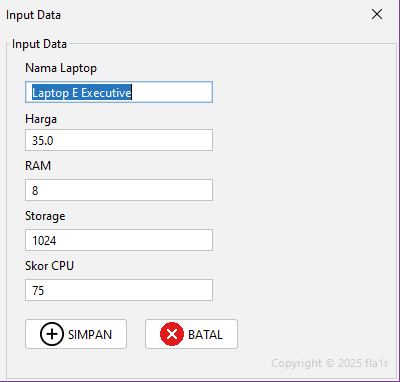 Input Data
Input Data
Nama Laptop
Laptop E Executive
Harga
35.0
RAM
8
Storage
1024
Skor CPU
75
SIMPAN
BATAL
Copyright © 2025 fla1r